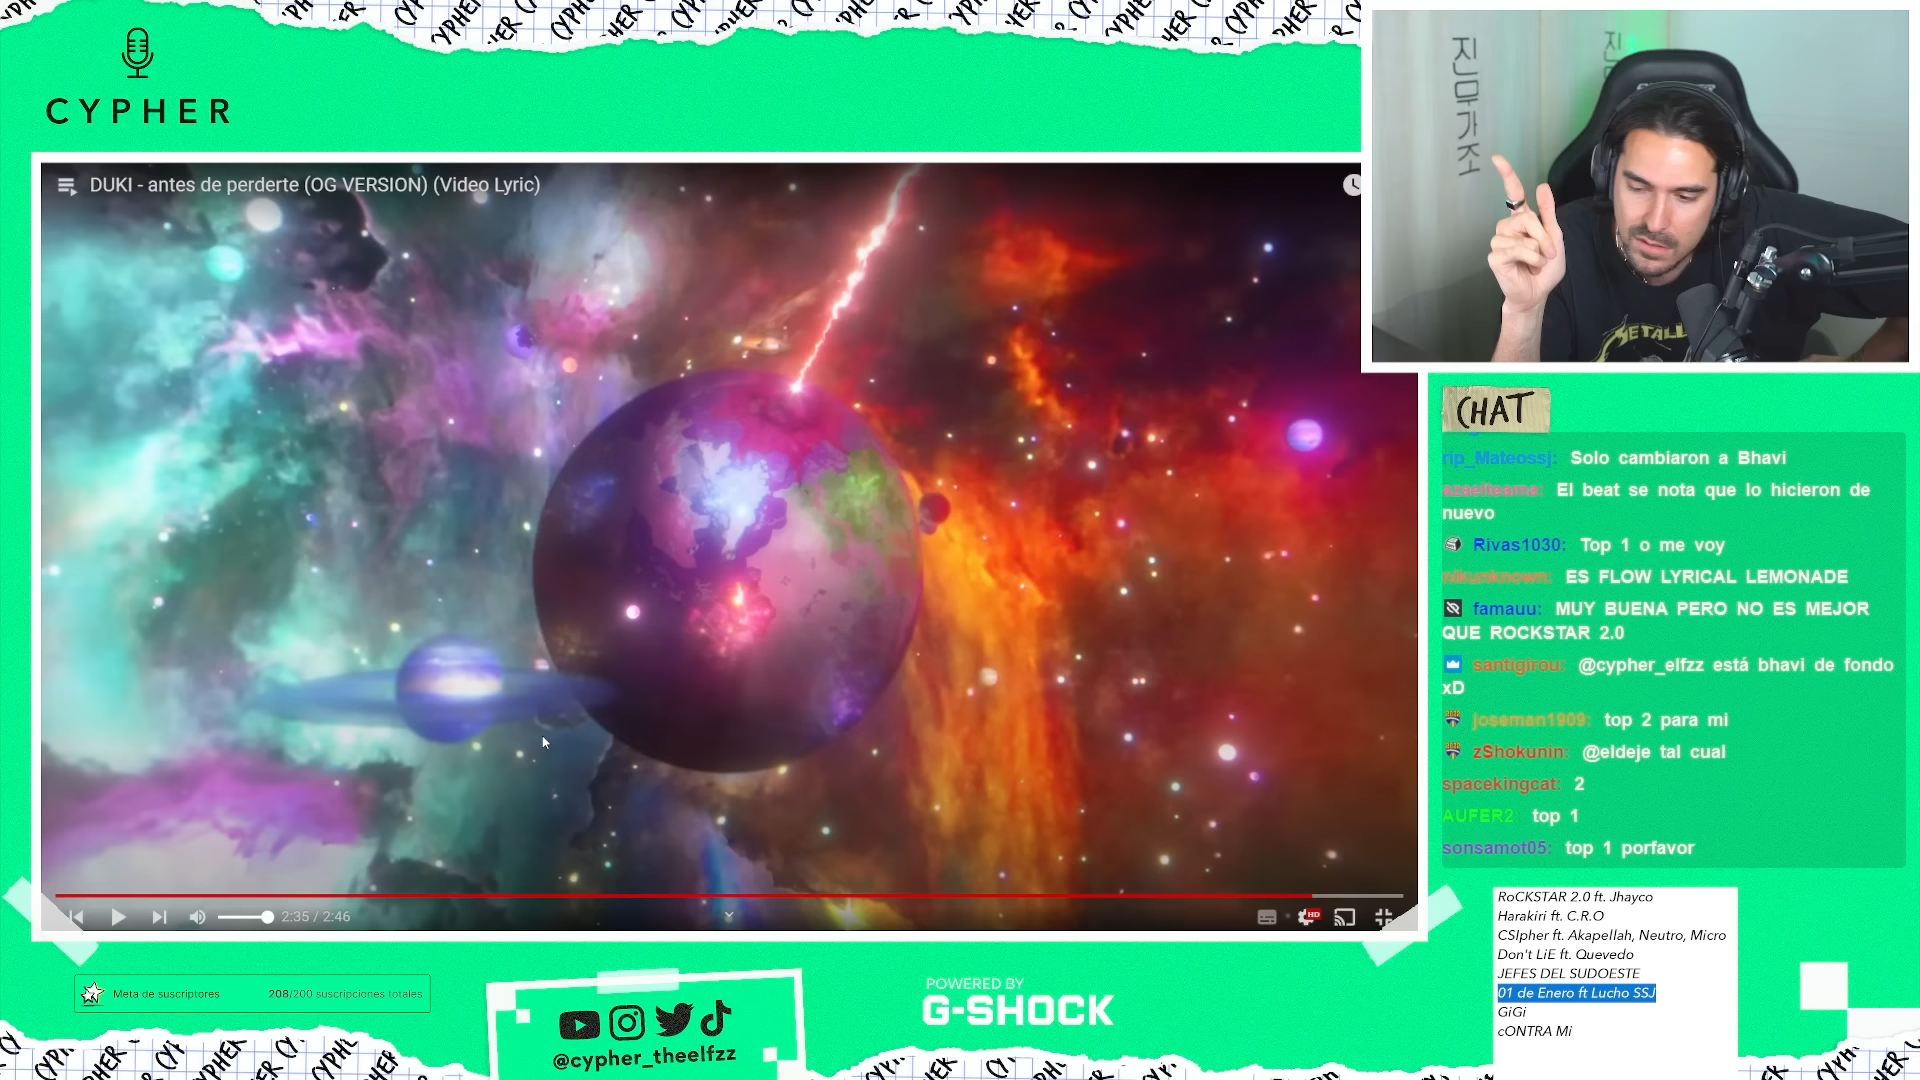 CYPHER
DUKI - antes de perderte (OG VERSION) (Video Lyric)
METALL
CHAT
rip_Mateossj: Solo cambiaron a Bhavi
azaelteama: El beat se nota que lo hicieron de
nuevo
Rivas1030: Top 1 o me voy
nikunknown: ES FLOW LYRICAL LEMONADE
famauu: MUY BUENA PERO NO ES MEJOR
QUE ROCKSTAR 2.0
santigirou: @cypher_elfzz está bhavi de fondo
xD
joseman1909: top 2 para mi
zShokunin: @eldeje tal cual
spacekingcat: 2
AUFER2: top 1
sonsamot05: top 1 porfavor
2:35 / 2:46
HD
RoCKSTAR 2.0 ft. Jhayco
Harakiri ft. C.R.O
CSIpher ft. Akapellah, Neutro, Micro
Don't LiE ft. Quevedo
JEFES DEL SUDOESTE
01 de Enero ft Lucho SSJ
GiGi
cONTRA Mi
Meta de suscriptores 208/200 suscripciones totales
@cypher_theelfzz
POWERED BY
G-SHOCK